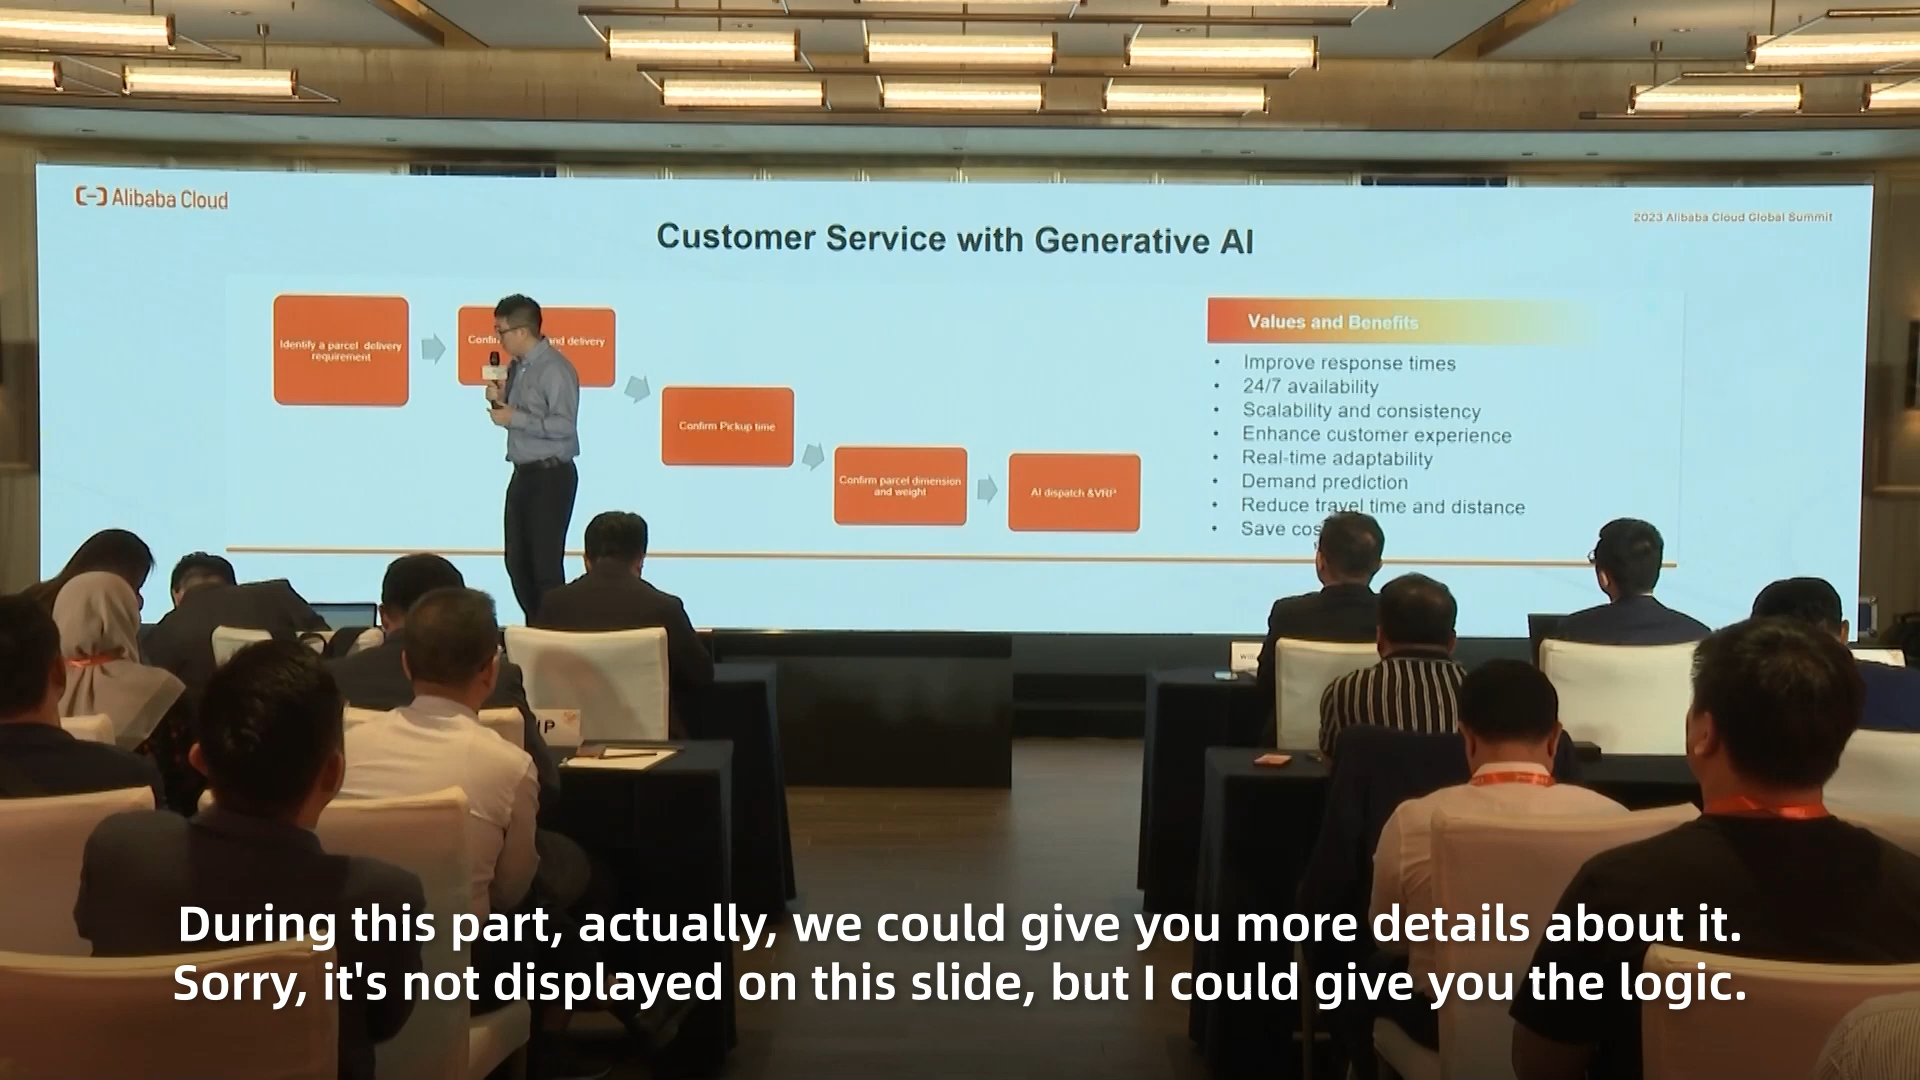 Alibaba Cloud
2023 Alibaba Cloud Global Summit
Customer Service with Generative AI
Identify a parcel delivery
requirement
and delivery
Confirm Pickup time
Confirm parcel dimension
and weight
AI dispatch &VRP
Values and Benefits
• Improve response times
• 24/7 availability
• Scalability and consistency
• Enhance customer experience
• Real-time adaptability
• Demand prediction
• Reduce travel time and distance
• Save
During this part, actually, we could give you more details about it.
Sorry, it's not displayed on this slide, but I could give you the logic.